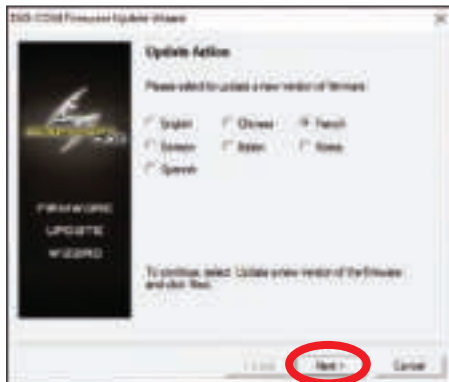 Firmware Update Wizard
Update Action
Please select to update a new version of firmware.
English Chinese French
German Italian
Spanish
FIRMWARE
UPDATE
WIZARD
To continue, select Update a new version of the firmware
and click Next.
Next > Cancel